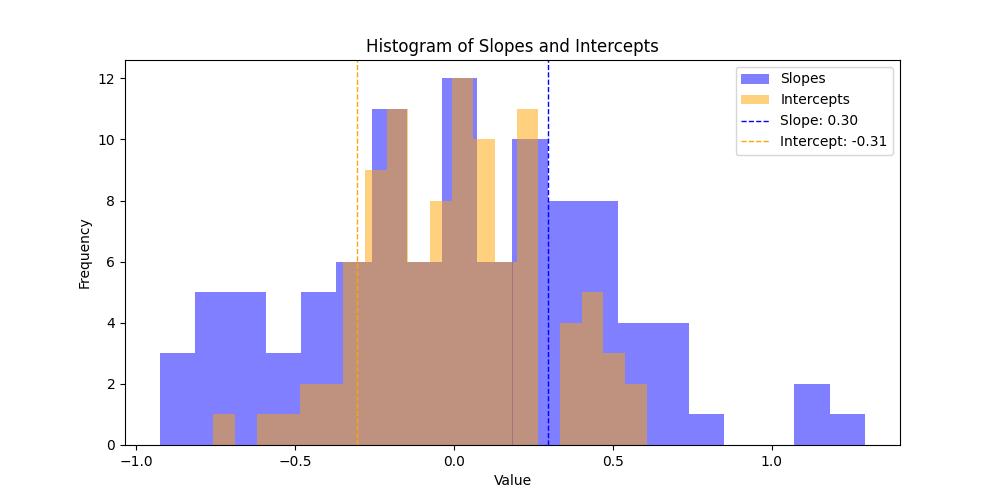 Histogram of Slopes and Intercepts
Slopes
Intercepts
Slope: 0.30
Intercept: -0.31
Frequency
12
10
8
6
4
2
0
−1.0
−0.5
0.0
0.5
1.0
Value